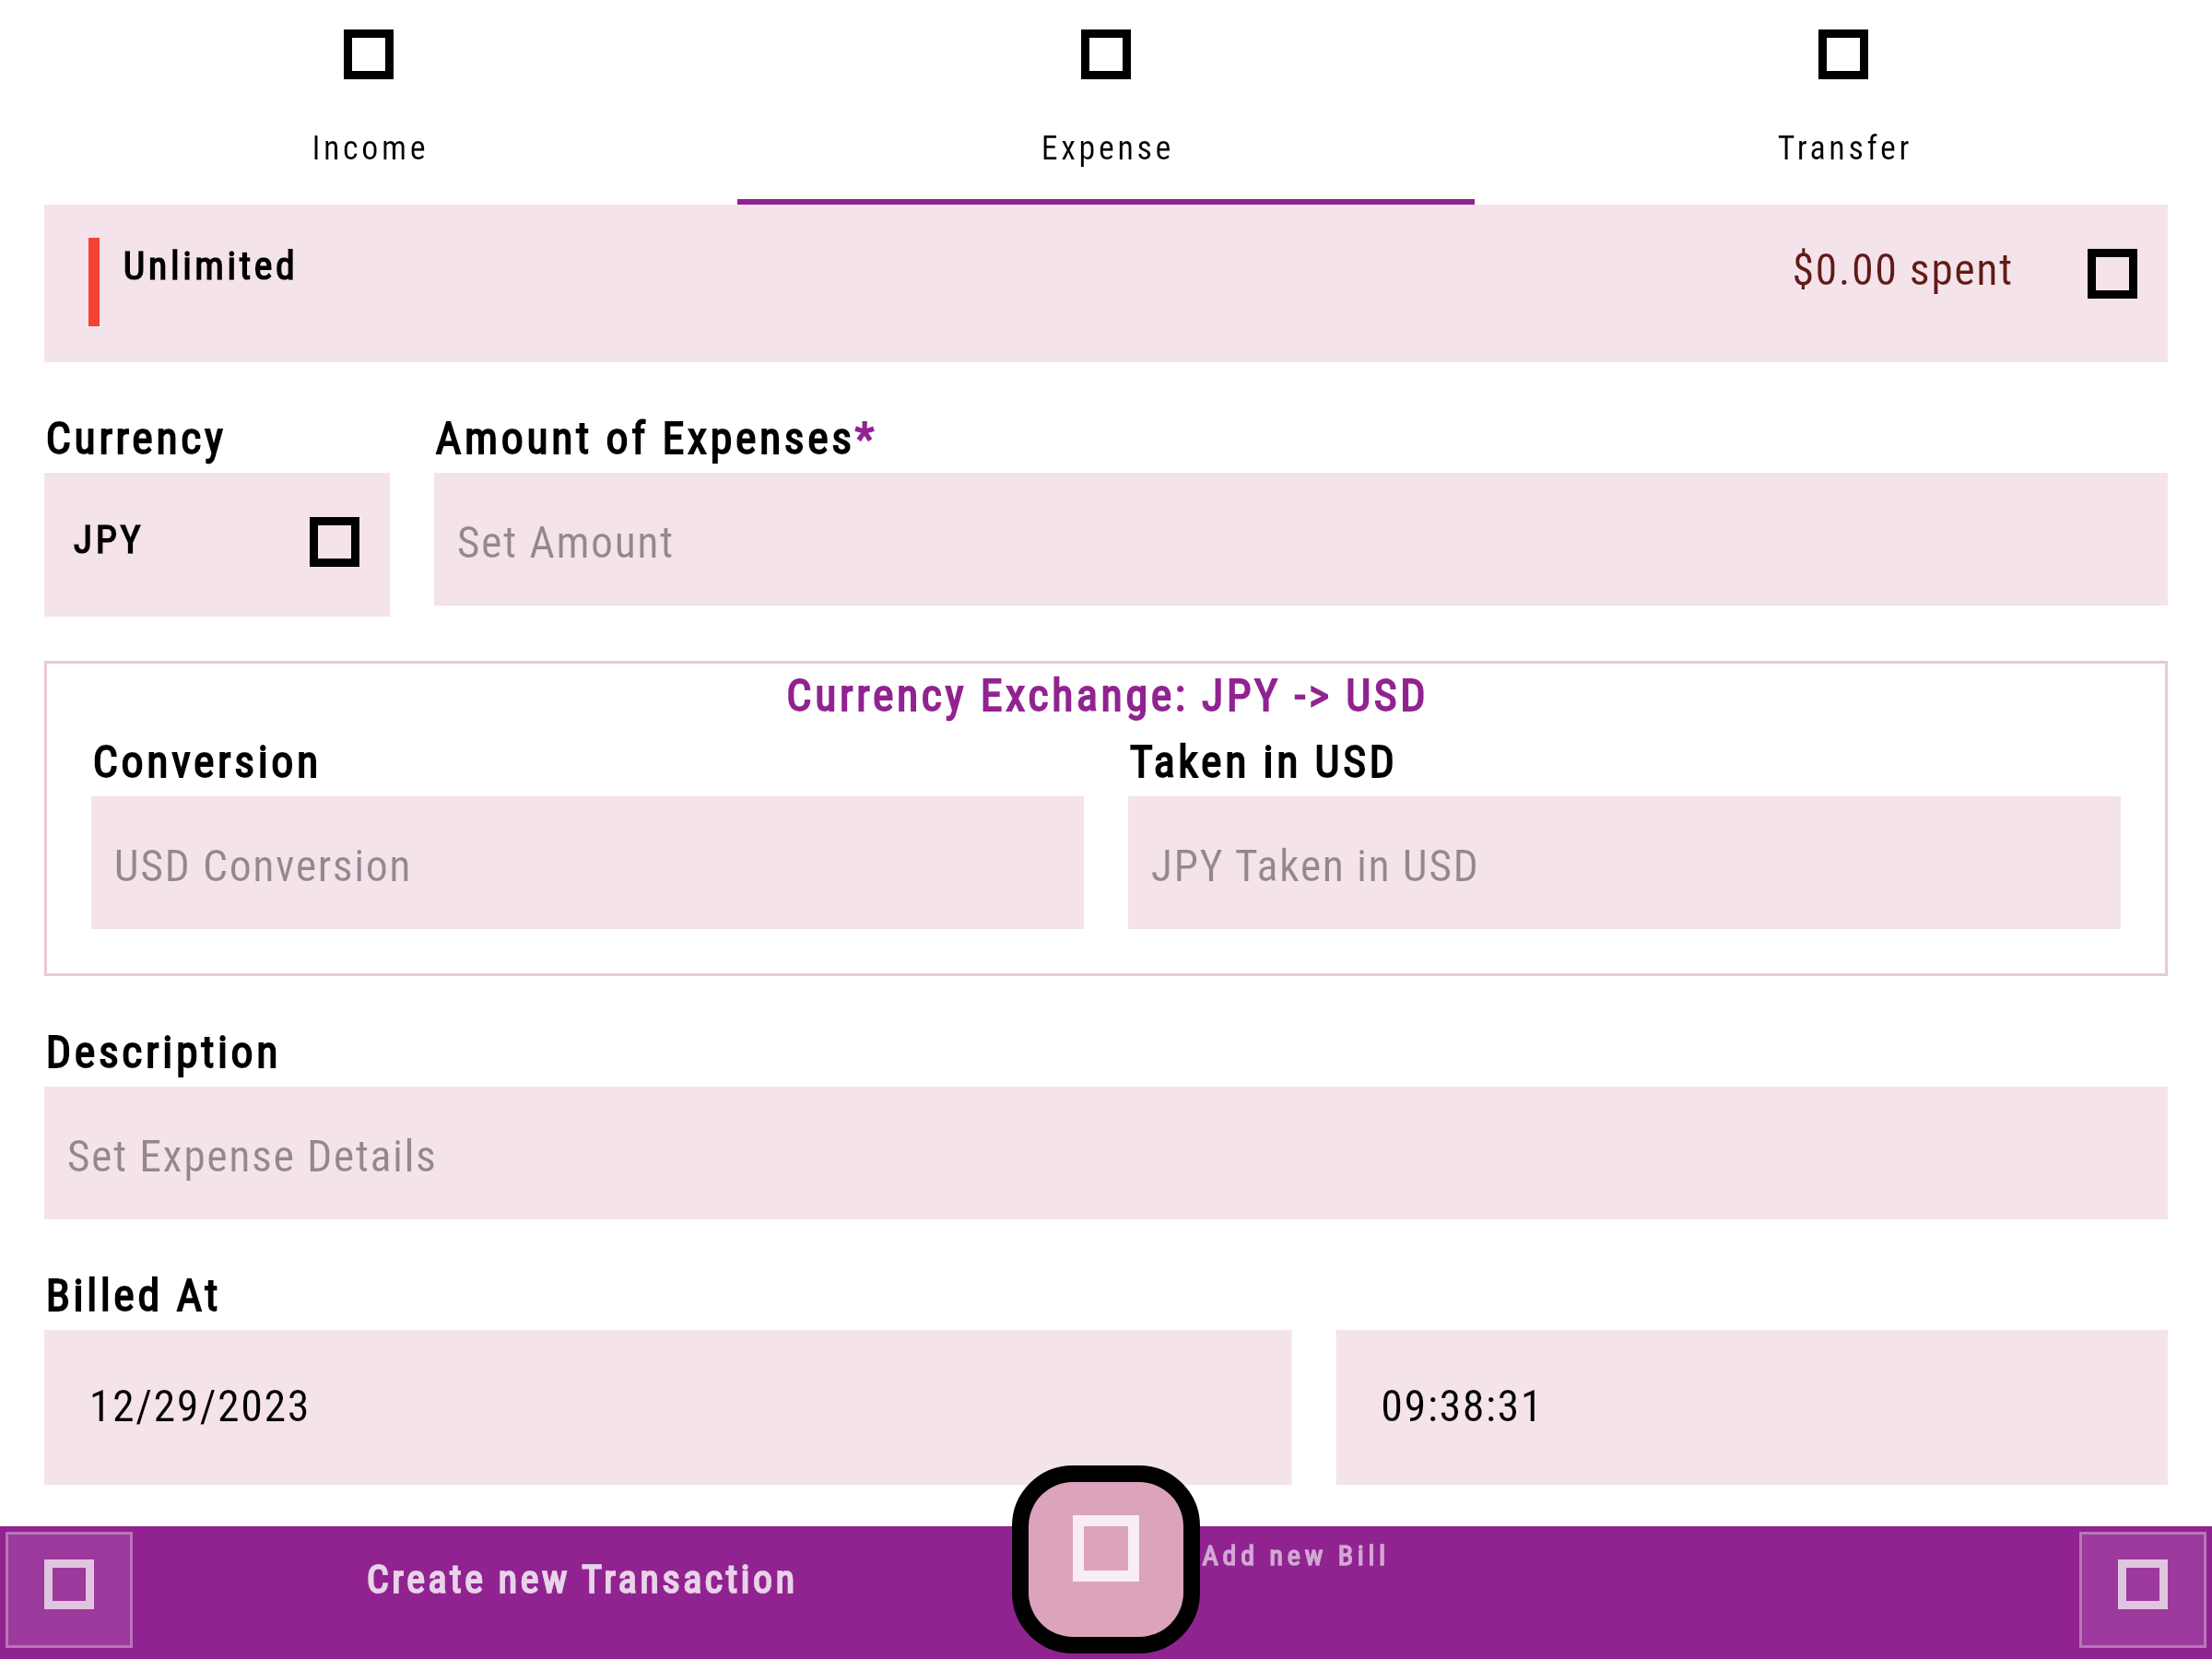 Income
Expense
Transfer
Unlimited
$0.00 spent
Currency
Amount of Expenses*
JPY
Set Amount
Currency Exchange: JPY -> USD
Conversion
Taken in USD
USD Conversion
JPY Taken in USD
Description
Set Expense Details
Billed At
12/29/2023
09:38:31
Create new Transaction
Add new Bill